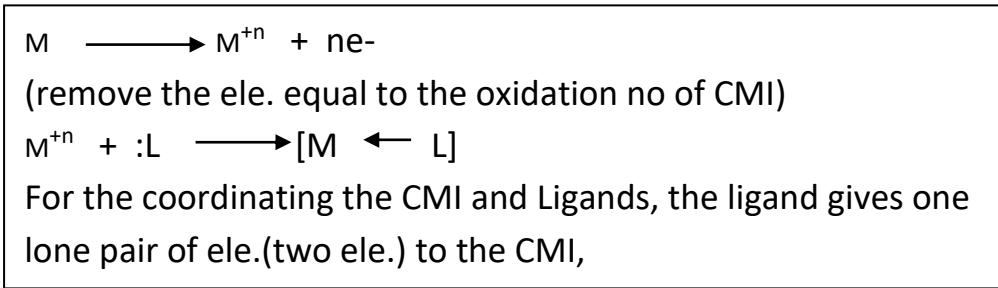 M ⟶ M⁺ⁿ + ne-
(remove the ele. equal to the oxidation no of CMI)
M⁺ⁿ + :L ⟶ [M ← L]
For the coordinating the CMI and Ligands, the ligand gives one
lone pair of ele.(two ele.) to the CMI,